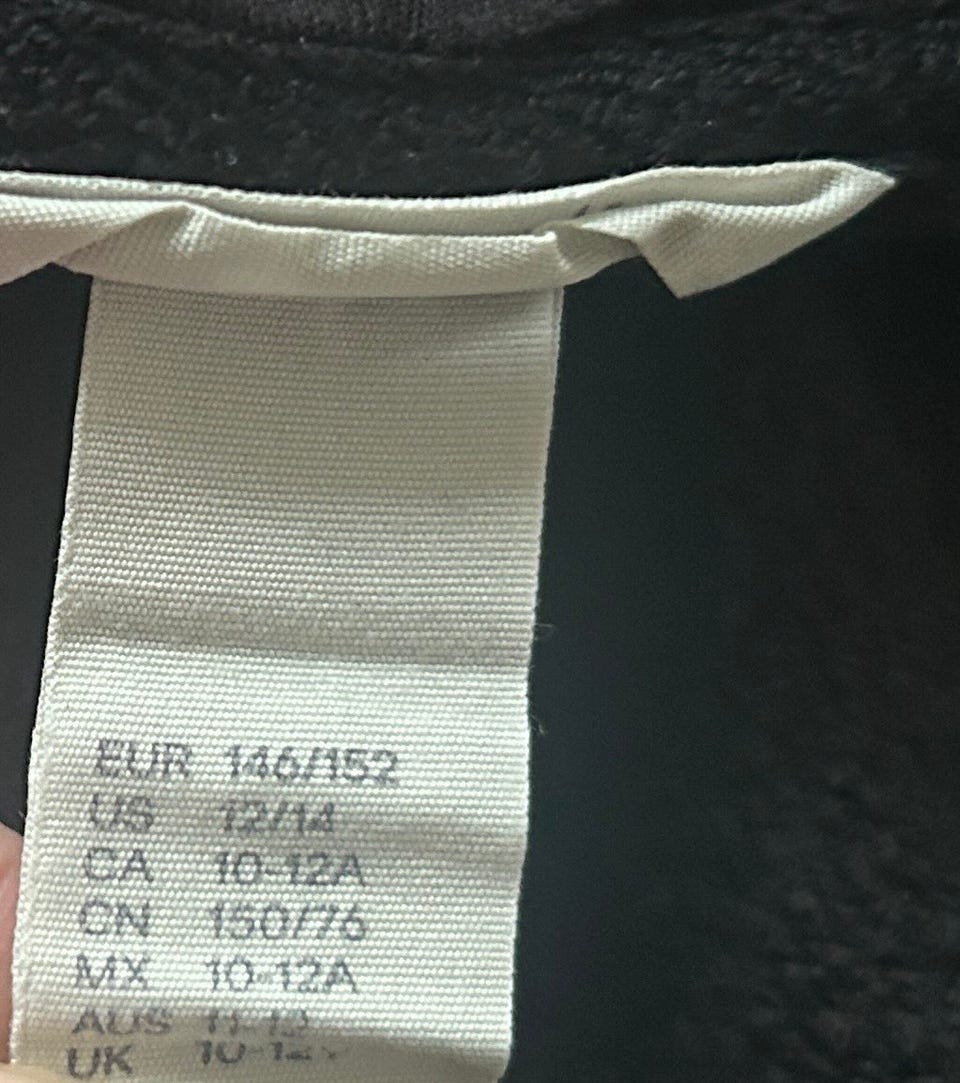 EUR 146/152
US 12/14
CA 10-12A
CN 150/76
MX 10-12A
AUS
UK